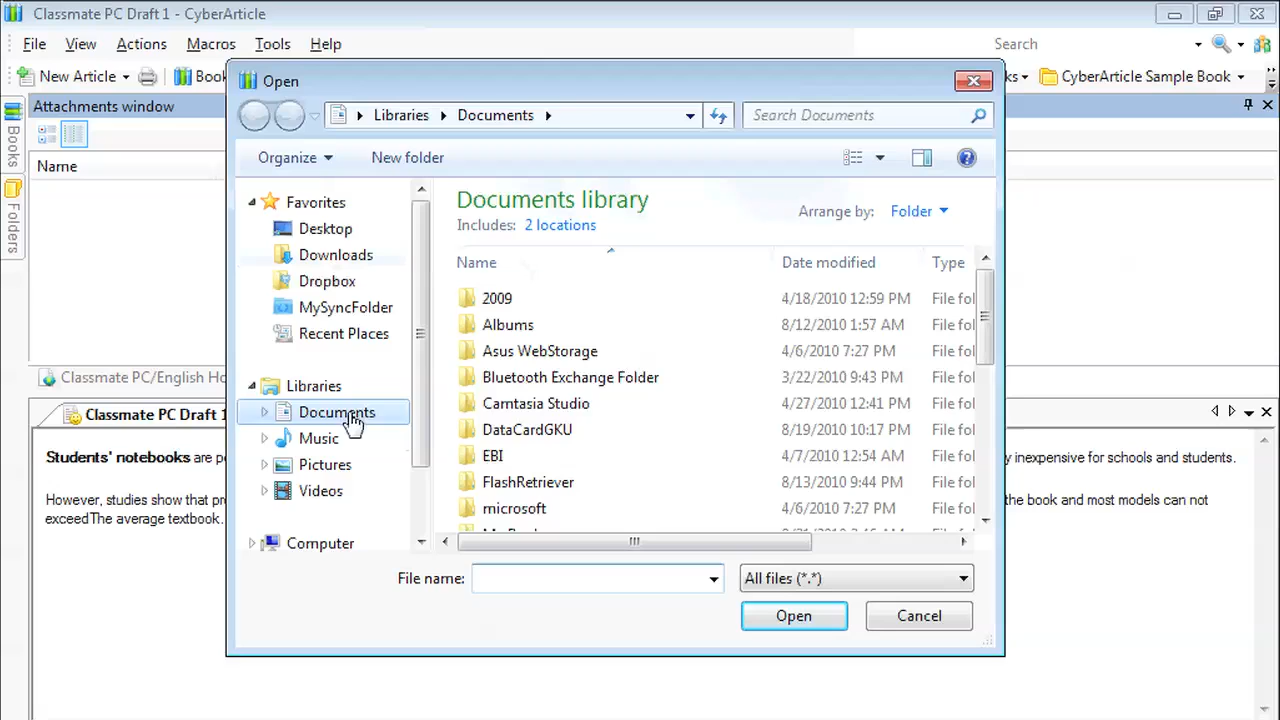 Classmate PC Draft 1 - CyberArticle
File View Actions Macros Tools Help Search
New Article Book CyberArticle Sample Book
Attachments window
Name
Books
Folders
Open
Libraries Documents Search Documents
Organize New folder
Favorites
Desktop
Downloads
Dropbox
MySyncFolder
Recent Places
Libraries
Documents
Music
Pictures
Videos
Computer
Documents library
Includes: 2 locations
Arrange by: Folder
Name Date modified Type
2009 4/18/2010 12:59 PM File fol
Albums 8/12/2010 1:57 AM File fol
Asus WebStorage 4/6/2010 7:27 PM File fol
Bluetooth Exchange Folder 3/22/2010 9:43 PM File fol
Camtasia Studio 4/27/2010 12:41 PM File fol
DataCardGKU 8/19/2010 10:17 PM File fol
EBI 4/7/2010 12:54 AM File fol
FlashRetriever 8/13/2010 9:44 PM File fol
microsoft 4/6/2010 7:27 PM File fol
File name: All files (*.*)
Open Cancel
Classmate PC/English Ho
Classmate PC Draft 1
Students' notebooks are p y inexpensive for schools and students.
However, studies show that pr the book and most models can not
exceedThe average textbook.